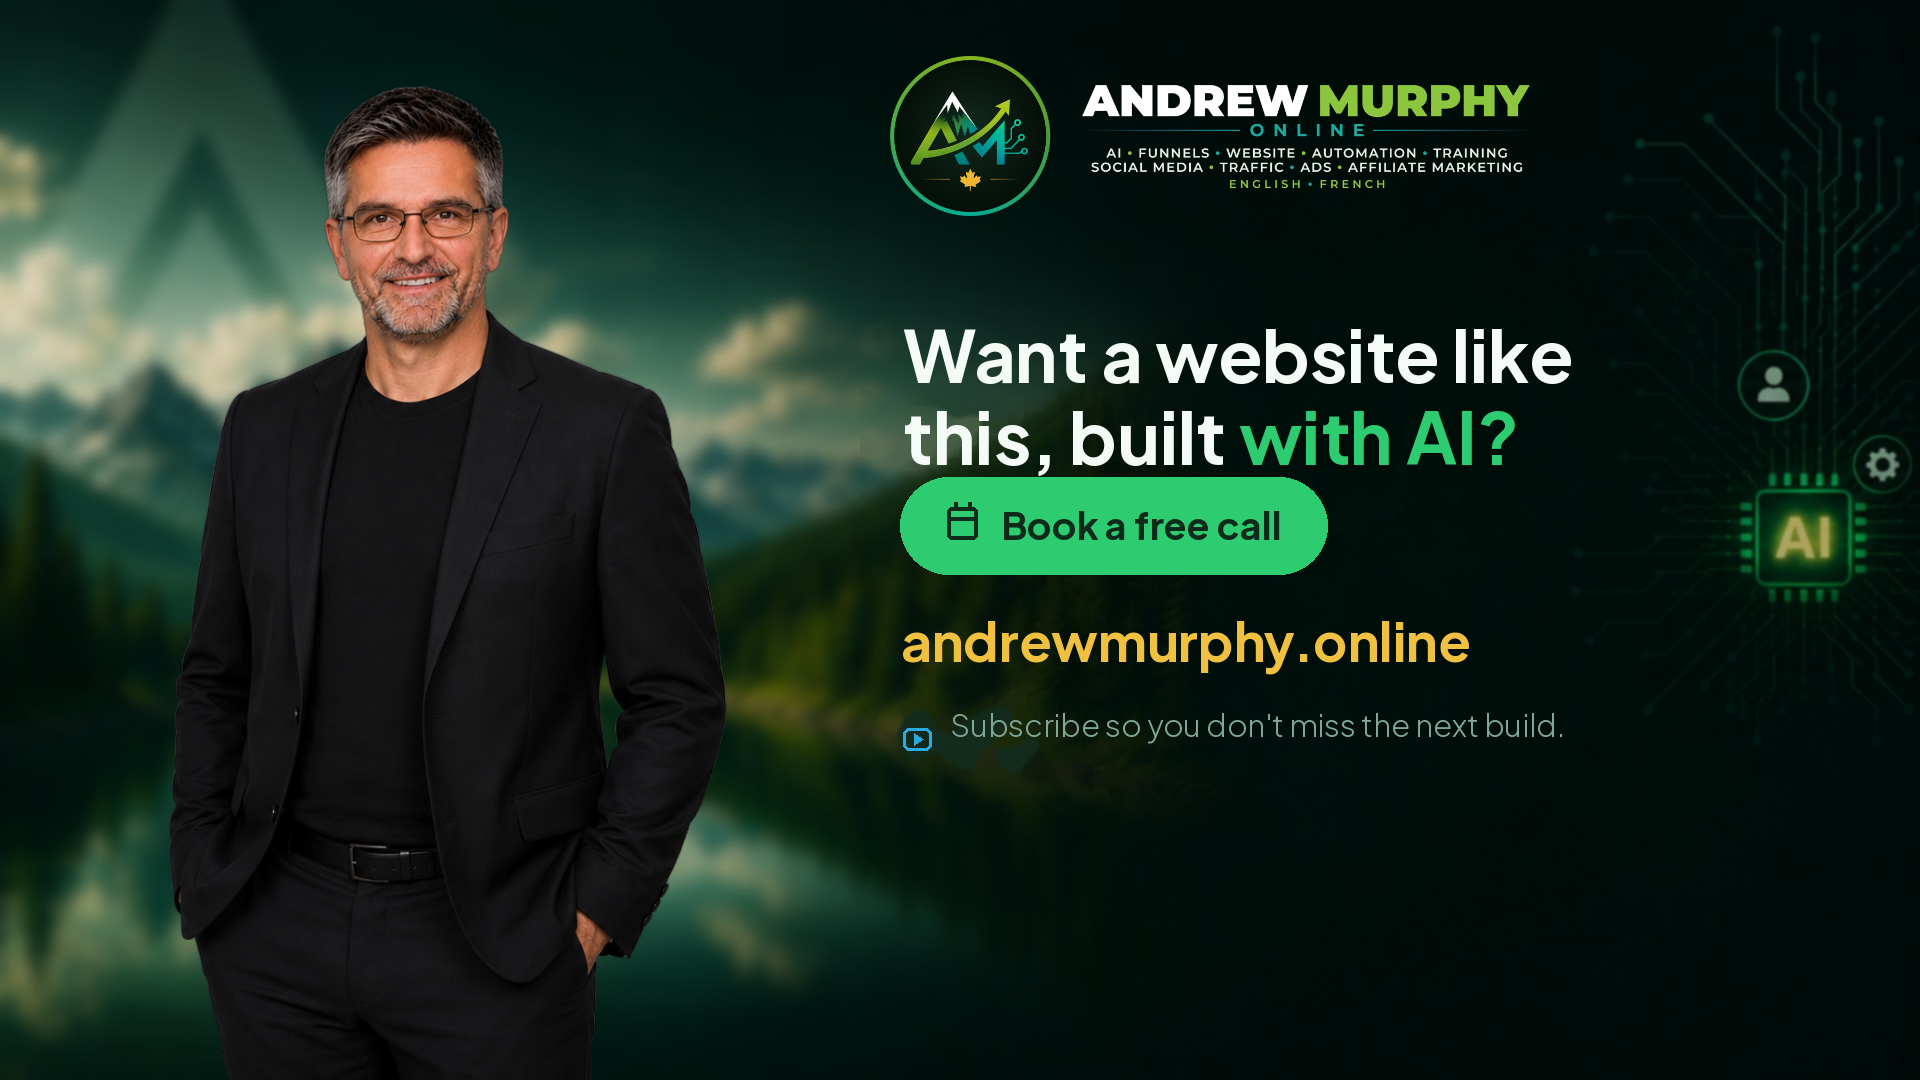 ANDREW MURPHY
ONLINE
AI • FUNNELS • WEBSITE • AUTOMATION • TRAINING
SOCIAL MEDIA • TRAFFIC • ADS • AFFILIATE MARKETING
ENGLISH • FRENCH
Want a website like
this, built with AI?
Book a free call
andrewmurphy.online
Subscribe so you don't miss the next build.
AM
AI